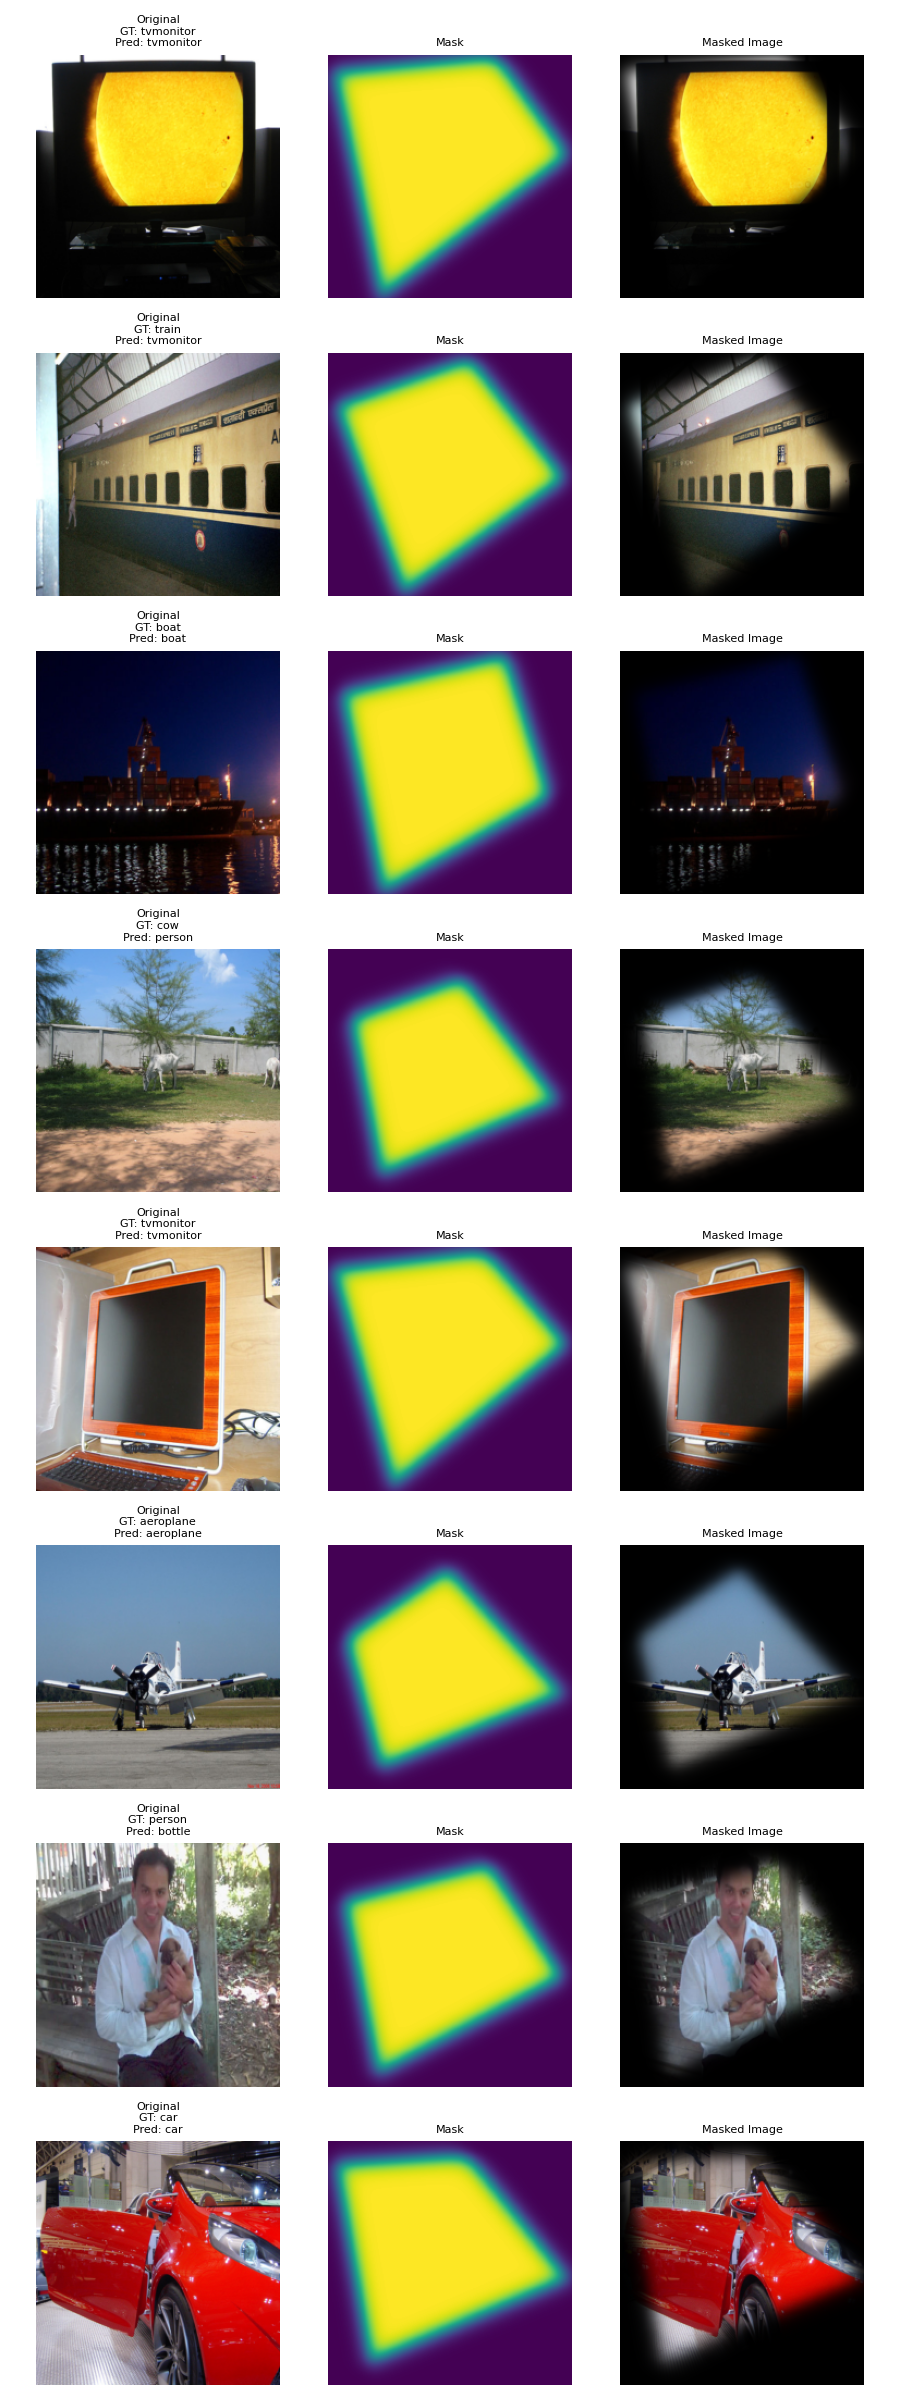 Original
GT: tvmonitor
Pred: tvmonitor
Mask
Masked Image
Original
GT: train
Pred: tvmonitor
Mask
Masked Image
Original
GT: boat
Pred: boat
Mask
Masked Image
Original
GT: cow
Pred: person
Mask
Masked Image
Original
GT: tvmonitor
Pred: tvmonitor
Mask
Masked Image
Original
GT: aeroplane
Pred: aeroplane
Mask
Masked Image
Original
GT: person
Pred: bottle
Mask
Masked Image
Original
GT: car
Pred: car
Mask
Masked Image